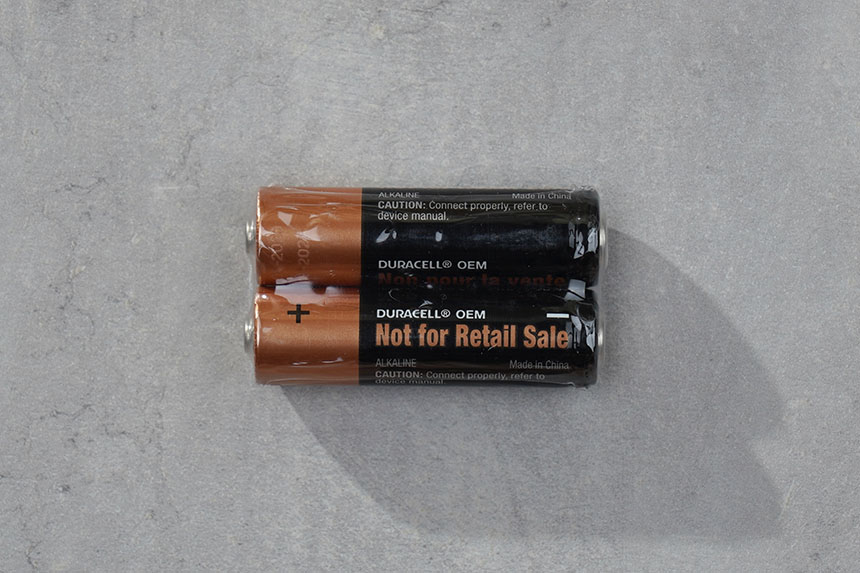 ALKALINE Made in China
CAUTION: Connect properly, refer to
device manual.
DURACELL® OEM
Non pour la vente
+
DURACELL® OEM −
Not for Retail Sale
ALKALINE Made in China
CAUTION: Connect properly, refer to
device manual.